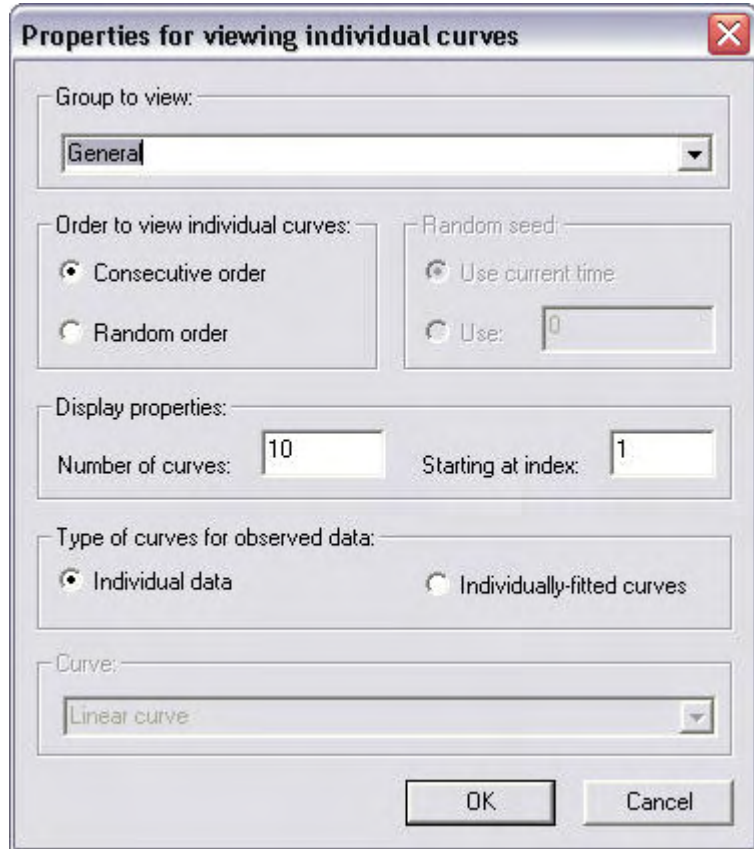 Properties for viewing individual curves
Group to view:
General
Order to view individual curves:
Consecutive order
Random order
Random seed:
Use current time
Use: 0
Display properties:
Number of curves: 10 Starting at index: 1
Type of curves for observed data:
Individual data Individually-fitted curves
Curve:
Linear curve
OK Cancel